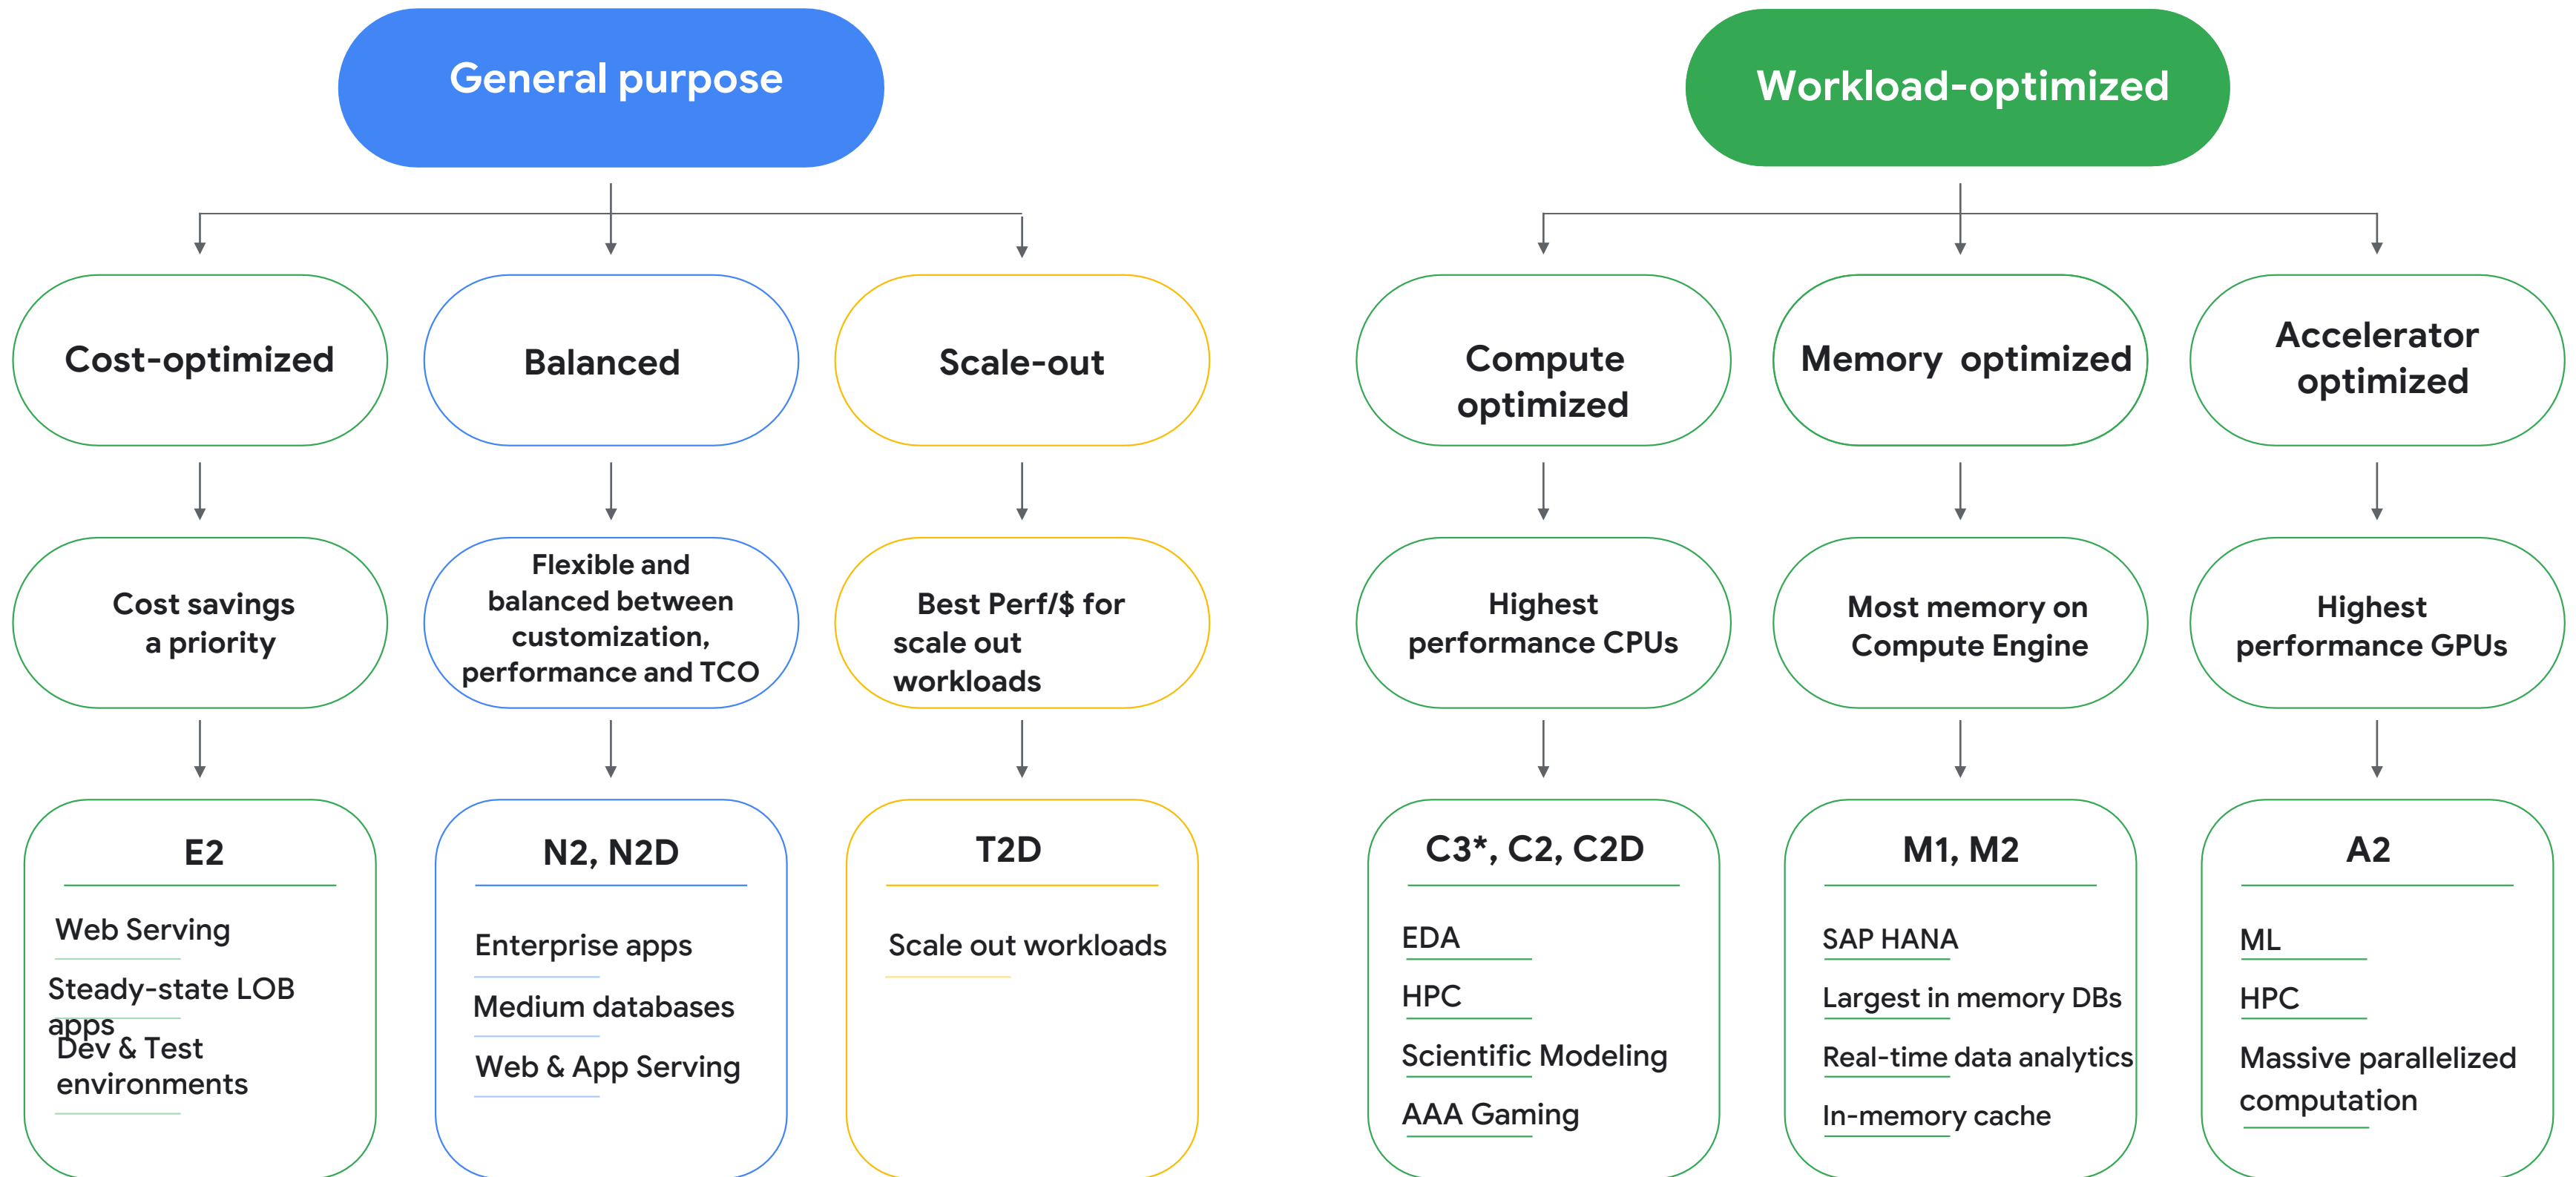 General purpose
Workload-optimized
Cost-optimized
Balanced
Scale-out
Compute
optimized
Memory optimized
Accelerator
optimized
Cost savings
a priority
Flexible and
balanced between
customization,
performance and TCO
Best Perf/$ for
scale out
workloads
Highest
performance CPUs
Most memory on
Compute Engine
Highest
performance GPUs
E2
Web Serving
Steady-state LOB
apps
Dev & Test
environments
N2, N2D
Enterprise apps
Medium databases
Web & App Serving
T2D
Scale out workloads
C3*, C2, C2D
EDA
HPC
Scientific Modeling
AAA Gaming
M1, M2
SAP HANA
Largest in memory DBs
Real-time data analytics
In-memory cache
A2
ML
HPC
Massive parallelized
computation